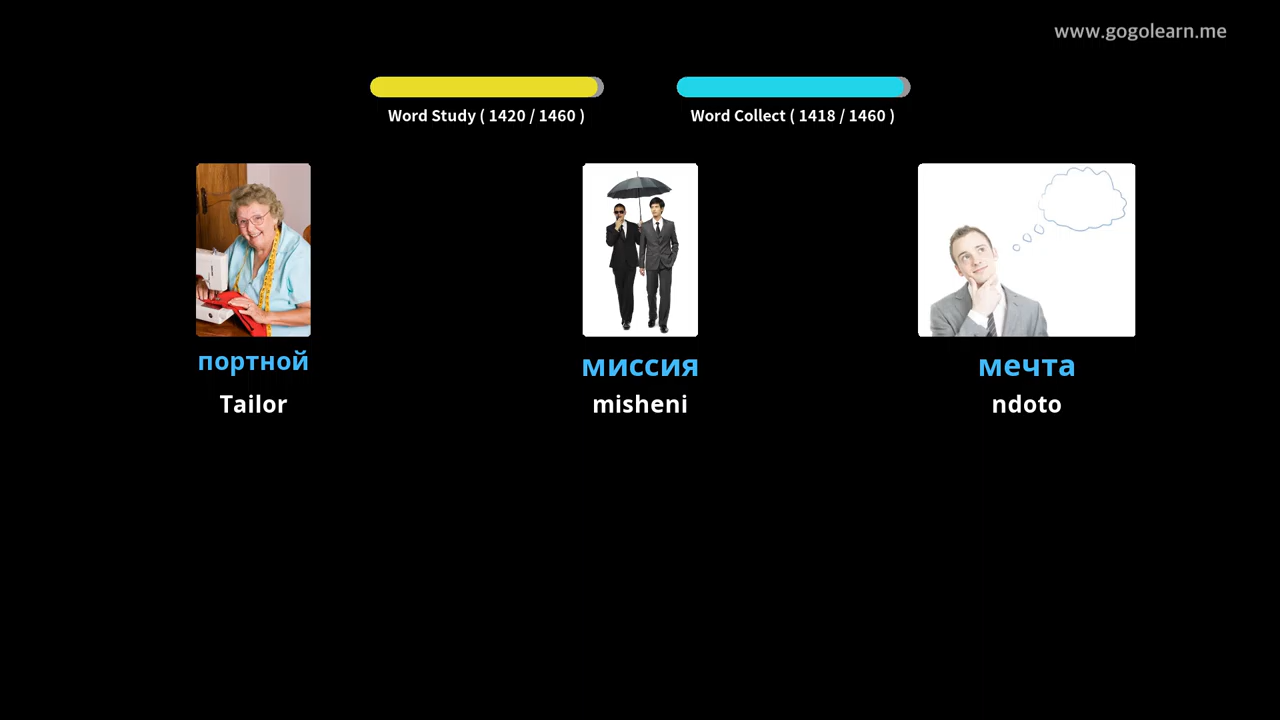 www.gogolearn.me
Word Study ( 1420 / 1460 )
Word Collect ( 1418 / 1460 )
портной
миссия
мечта
Tailor
misheni
ndoto